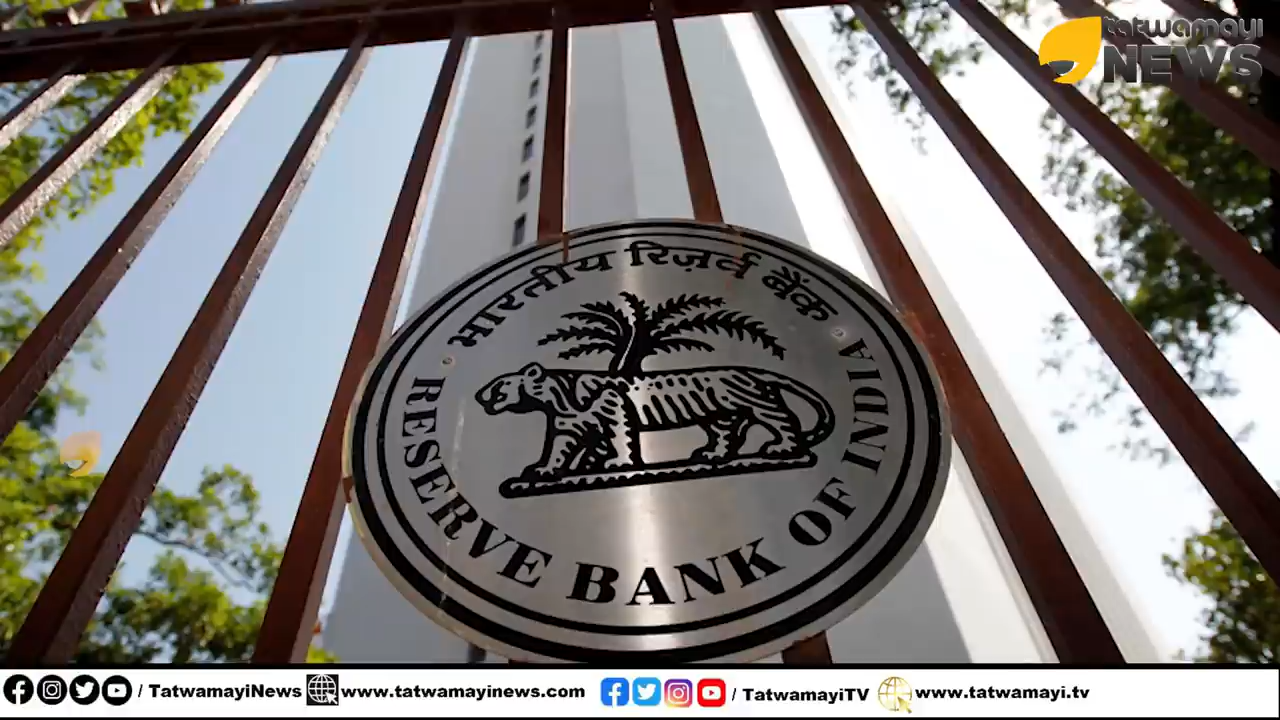 tatwamayi
NEWS
भारतीय रिज़र्व बैंक
RESERVE BANK OF INDIA
/ TatwamayiNews www.tatwamayinews.com / TatwamayiTV www.tatwamayi.tv